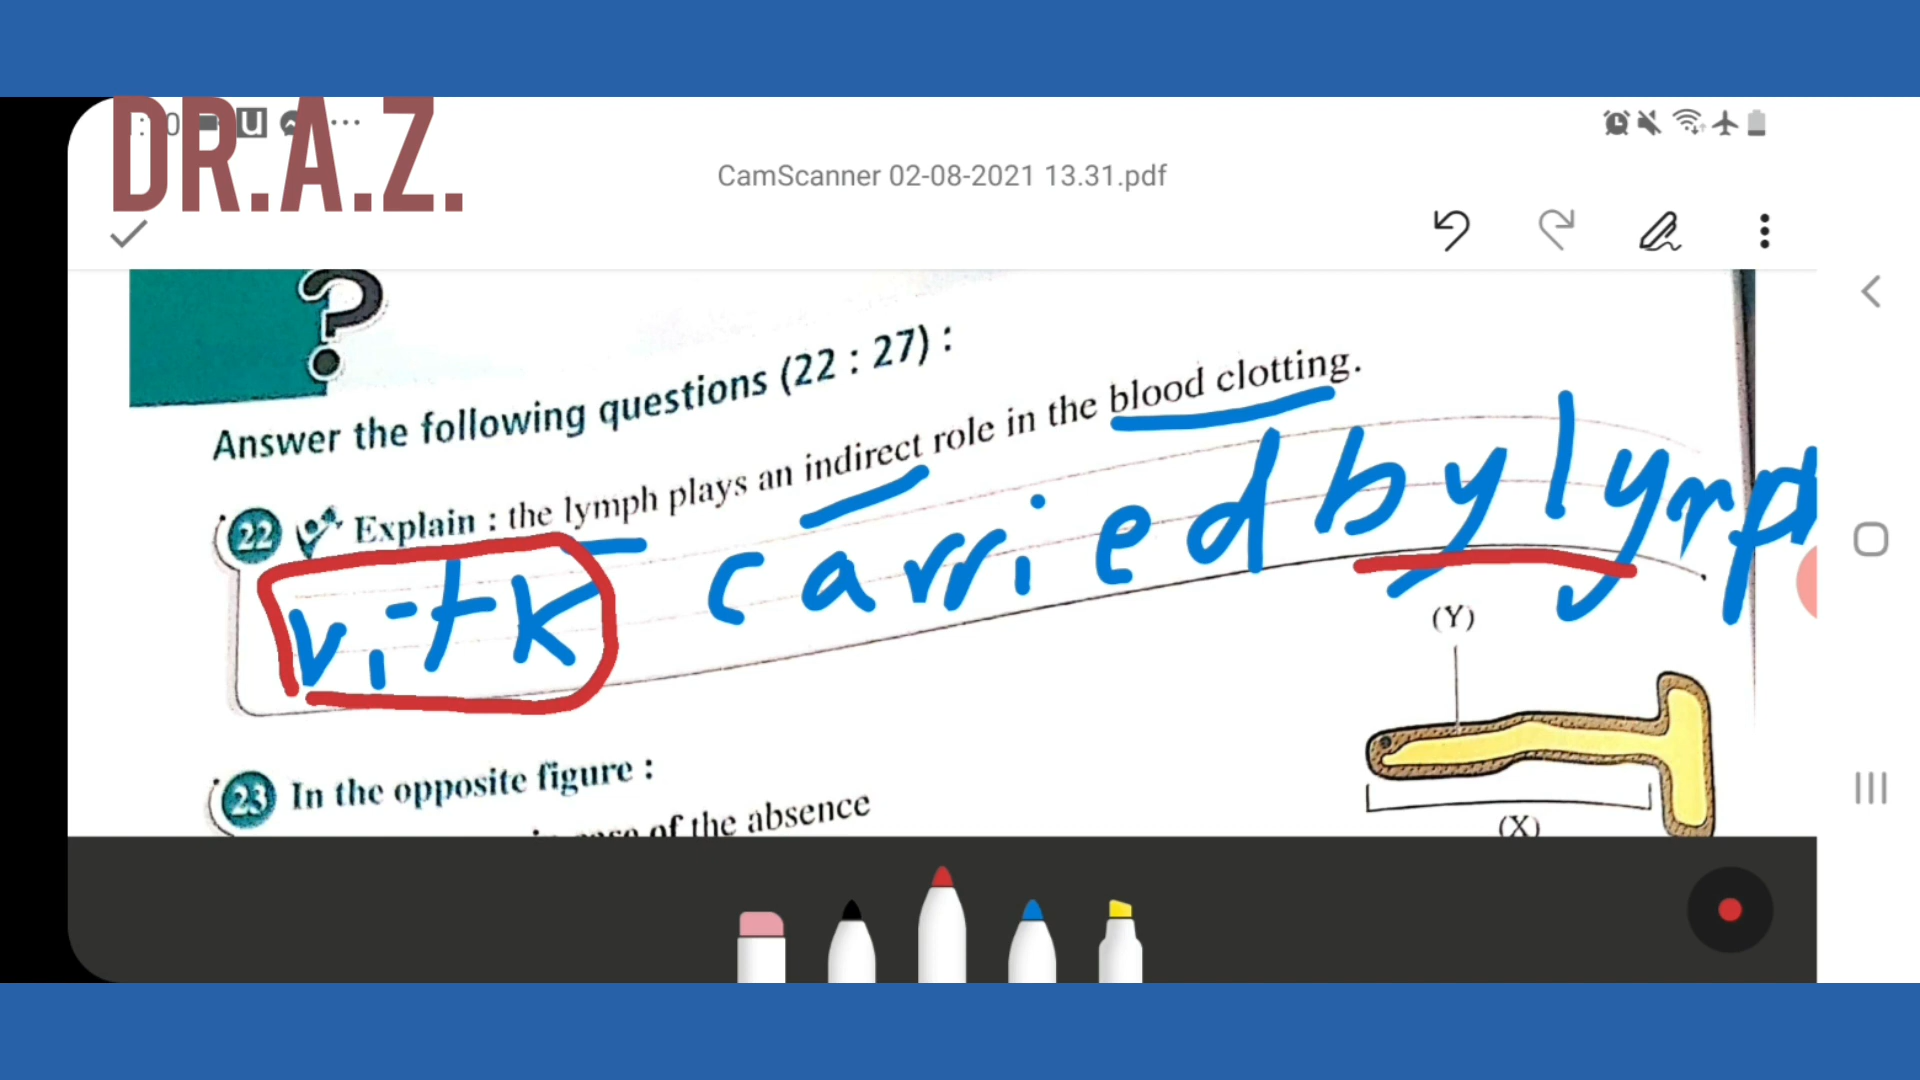 DR.A.Z.
CamScanner 02-08-2021 13.31.pdf
Answer the following questions (22 : 27) :
22 Explain : the lymph plays an indirect role in the blood clotting.
vit K carried by lymph
(Y)
23 In the opposite figure :
of the absence
(X)